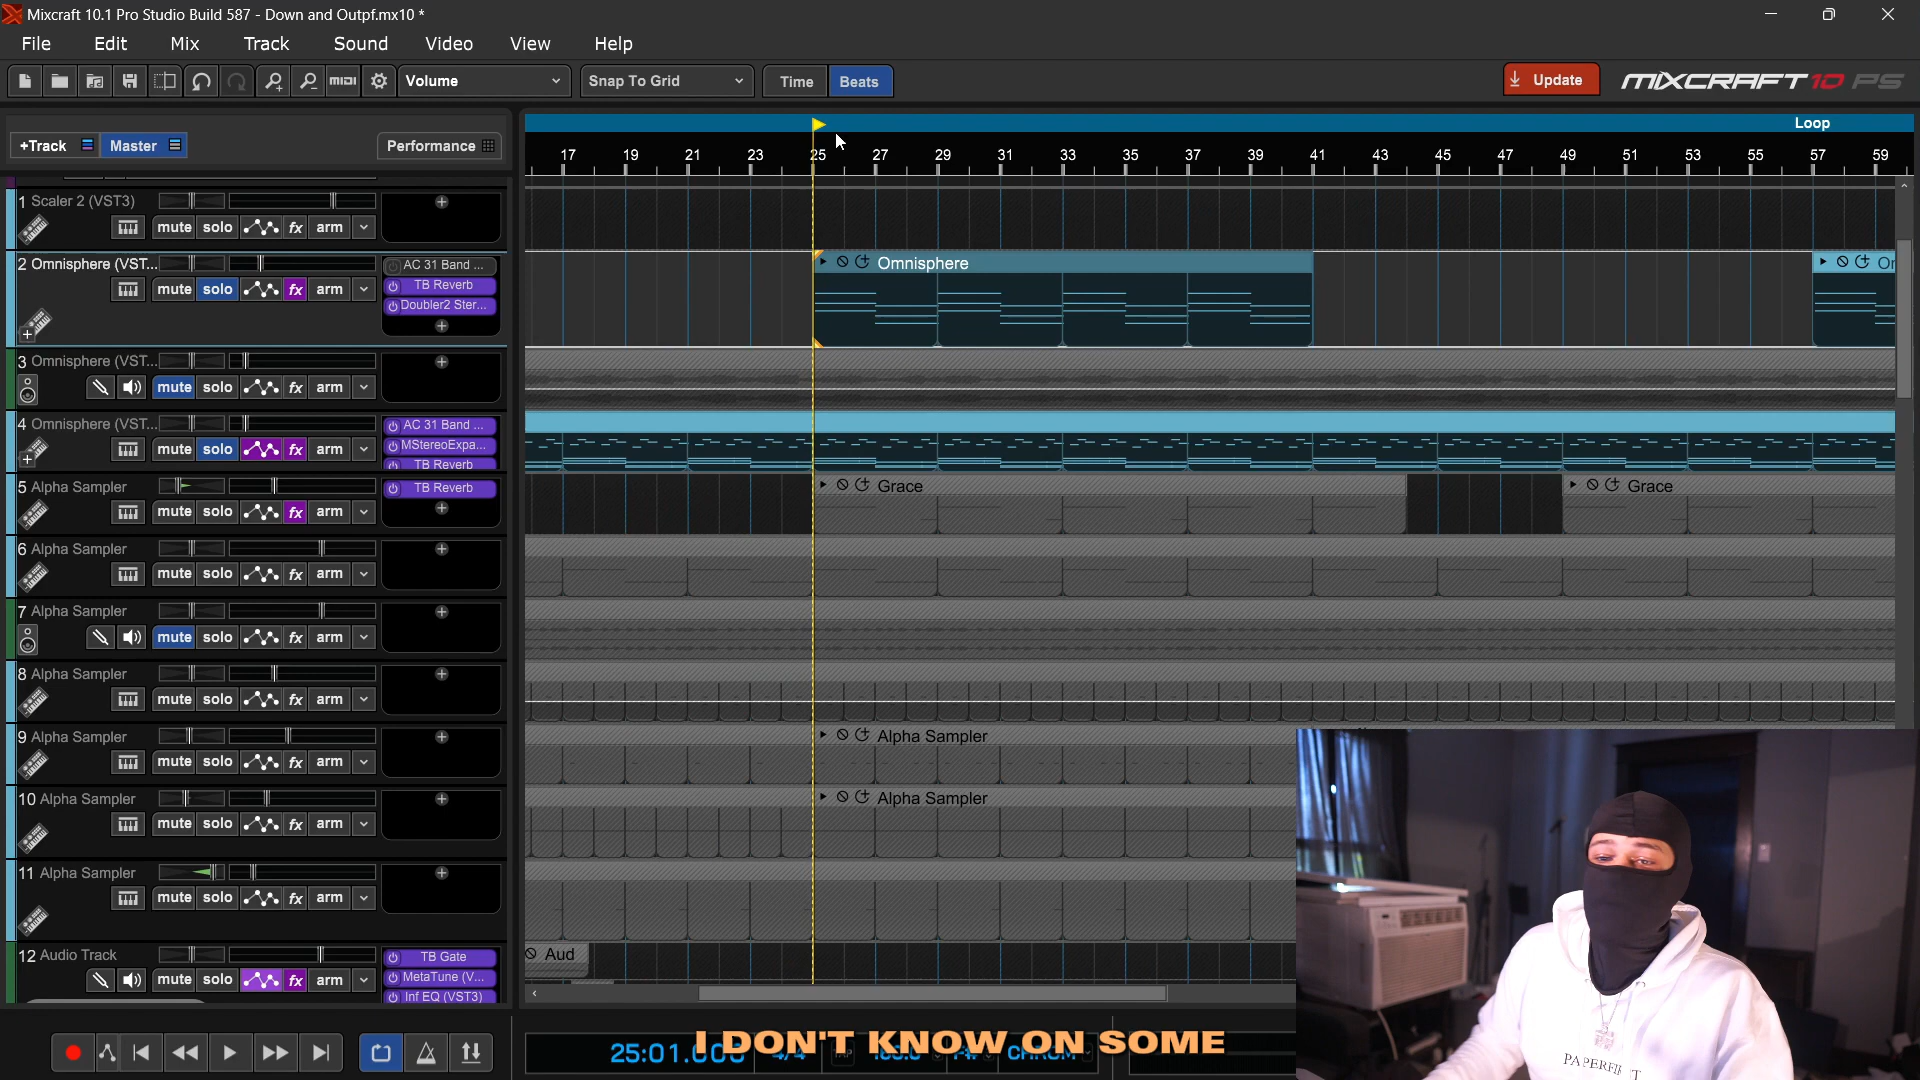 Mixcraft 10.1 Pro Studio Build 587 - Down and Outpf.mx10 *
File Edit Mix Track Sound Video View Help
MIDI Volume Snap To Grid Time Beats Update MIXCRAFT 10 PS
+Track Master Performance
Loop
17 19 21 23 25 27 29 31 33 35 37 39 41 43 45 47 49 51 53 55 57 59
1 Scaler 2 (VST3)
mute solo fx arm
2 Omnisphere (VST...
AC 31 Band ...
mute solo fx arm
TB Reverb
Doubler2 Ster...
Omnisphere
3 Omnisphere (VST...
mute solo fx arm
4 Omnisphere (VST...
AC 31 Band ...
mute solo fx arm
MStereoExpa...
TB Reverb
5 Alpha Sampler
TB Reverb
mute solo fx arm
Grace Grace
6 Alpha Sampler
mute solo fx arm
7 Alpha Sampler
mute solo fx arm
8 Alpha Sampler
mute solo fx arm
9 Alpha Sampler
mute solo fx arm
Alpha Sampler
10 Alpha Sampler
mute solo fx arm
Alpha Sampler
11 Alpha Sampler
mute solo fx arm
12 Audio Track
TB Gate
mute solo fx arm
MetaTune (V...
Inf EQ (VST3)
Aud
25:01.000
I DON'T KNOW ON SOME